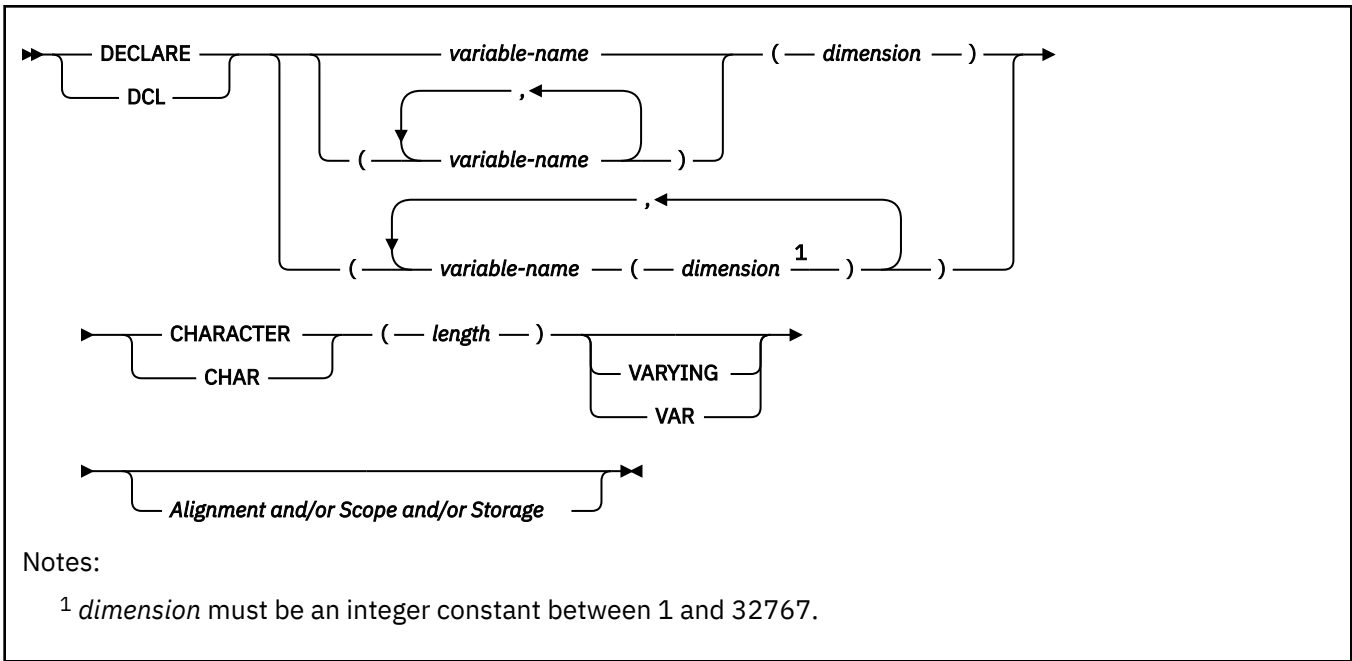 DECLARE variable-name ( dimension )
DCL ,
( variable-name )
,
( variable-name ( dimension 1 ) )
CHARACTER ( length )
CHAR VARYING
VAR
Alignment and/or Scope and/or Storage
Notes:
1 dimension must be an integer constant between 1 and 32767.